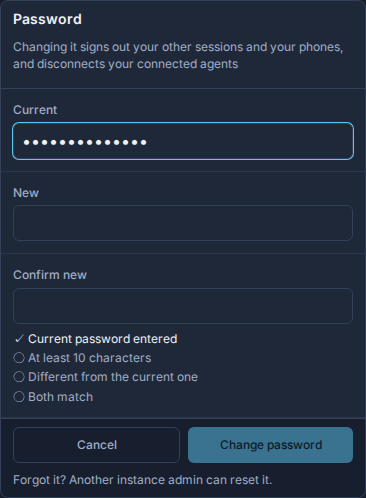 Password
Changing it signs out your other sessions and your phones,
and disconnects your connected agents
Current
••••••••••••••
New
Confirm new
✓ Current password entered
○ At least 10 characters
○ Different from the current one
○ Both match
Cancel
Change password
Forgot it? Another instance admin can reset it.